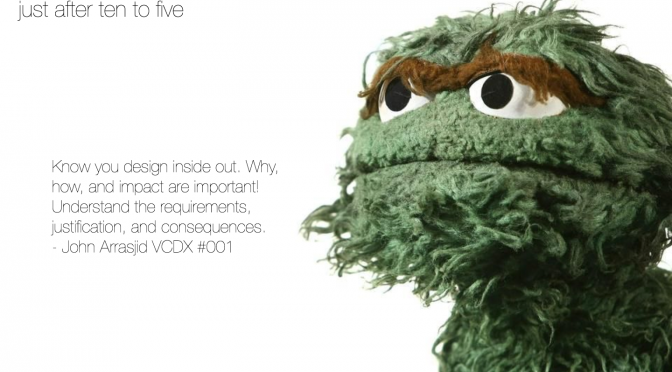 just after ten to five
Know you design inside out. Why,
how, and impact are important!
Understand the requirements,
justification, and consequences.
- John Arrasjid VCDX #001